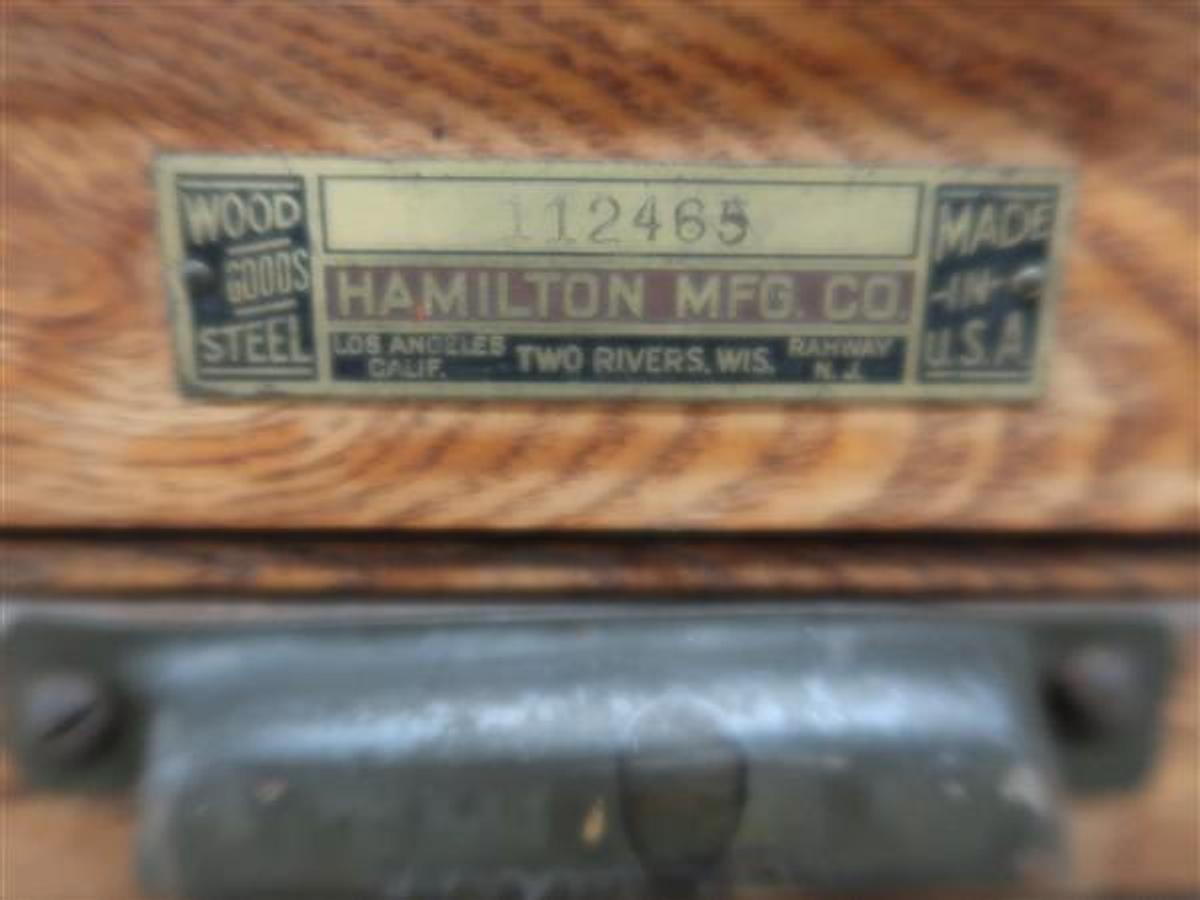 WOOD
GOODS
STEEL
112465
HAMILTON MFG. CO.
LOS ANGELES
CALIF.
TWO RIVERS, WIS.
RAHWAY
N. J.
MADE
-IN-
U.S.A.